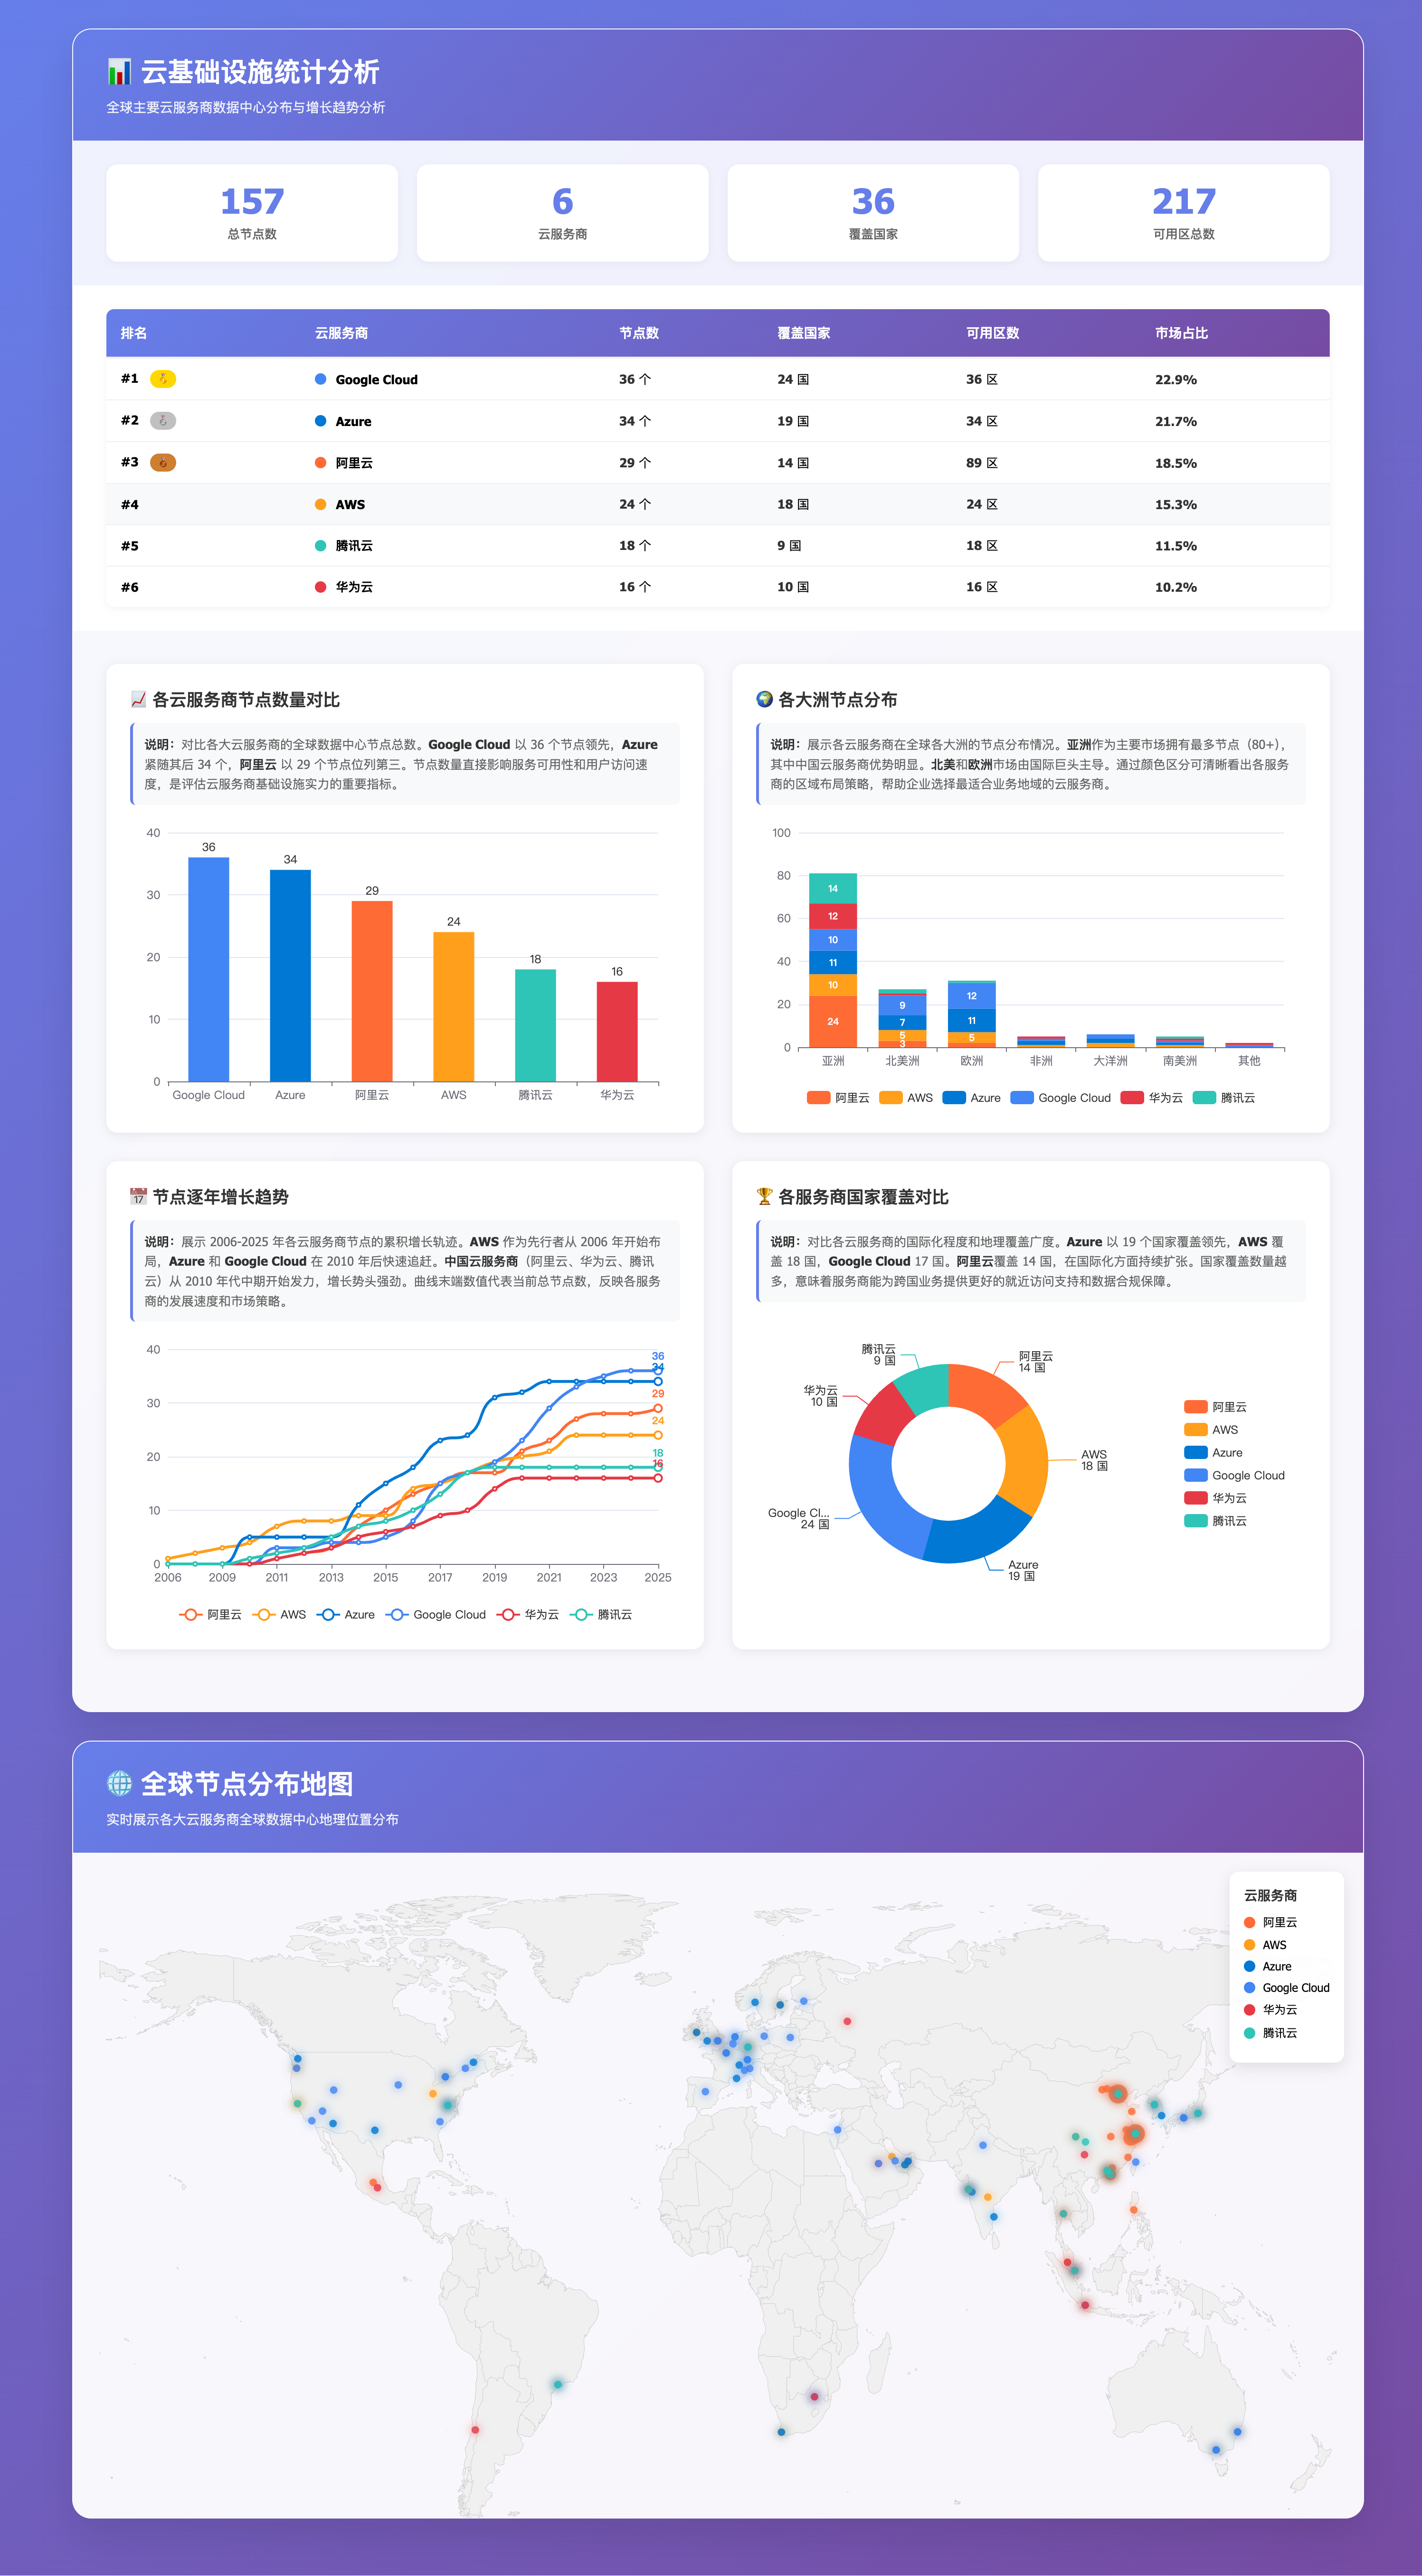 📊 云基础设施统计分析
全球主要云服务商数据中心分布与增长趋势分析
157
总节点数
6
云服务商
36
覆盖国家
217
可用区总数
排名 云服务商 节点数 覆盖国家 可用区数 市场占比
#1 Google Cloud 36 个 24 国 36 区 22.9%
#2 Azure 34 个 19 国 34 区 21.7%
#3 阿里云 29 个 14 国 89 区 18.5%
#4 AWS 24 个 18 国 24 区 15.3%
#5 腾讯云 18 个 9 国 18 区 11.5%
#6 华为云 16 个 10 国 16 区 10.2%
各云服务商节点数量对比
说明：对比各大云服务商的全球数据中心节点总数。Google Cloud 以 36 个节点领先，Azure
紧随其后 34 个，阿里云 以 29 个节点位列第三。节点数量直接影响服务可用性和用户访问速
度，是评估云服务商基础设施实力的重要指标。
40
30
20
10
0
36
34
29
24
18
16
Google Cloud Azure 阿里云 AWS 腾讯云 华为云
各大洲节点分布
说明：展示各云服务商在全球各大洲的节点分布情况。亚洲作为主要市场拥有最多节点（80+），
其中中国云服务商优势明显。北美和欧洲市场由国际巨头主导。通过颜色区分可清晰看出各服务
商的区域布局策略，帮助企业选择最适合业务地域的云服务商。
100
80
60
40
20
0
14
12
10
11
10
24
9
7
5
3
12
11
5
亚洲 北美洲 欧洲 非洲 大洋洲 南美洲 其他
阿里云 AWS Azure Google Cloud 华为云 腾讯云
17
节点逐年增长趋势
说明：展示 2006-2025 年各云服务商节点的累积增长轨迹。AWS 作为先行者从 2006 年开始布
局，Azure 和 Google Cloud 在 2010 年后快速追赶。中国云服务商（阿里云、华为云、腾讯
云）从 2010 年代中期开始发力，增长势头强劲。曲线末端数值代表当前总节点数，反映各服务
商的发展速度和市场策略。
40
30
20
10
0
36
34
29
24
18
16
2006 2009 2011 2013 2015 2017 2019 2021 2023 2025
阿里云 AWS Azure Google Cloud 华为云 腾讯云
各服务商国家覆盖对比
说明：对比各云服务商的国际化程度和地理覆盖广度。Azure 以 19 个国家覆盖领先，AWS 覆
盖 18 国，Google Cloud 17 国。阿里云覆盖 14 国，在国际化方面持续扩张。国家覆盖数量越
多，意味着服务商能为跨国业务提供更好的就近访问支持和数据合规保障。
腾讯云
9 国
阿里云
14 国
华为云
10 国
AWS
18 国
Google Cl...
24 国
Azure
19 国
阿里云
AWS
Azure
Google Cloud
华为云
腾讯云
全球节点分布地图
实时展示各大云服务商全球数据中心地理位置分布
云服务商
阿里云
AWS
Azure
Google Cloud
华为云
腾讯云